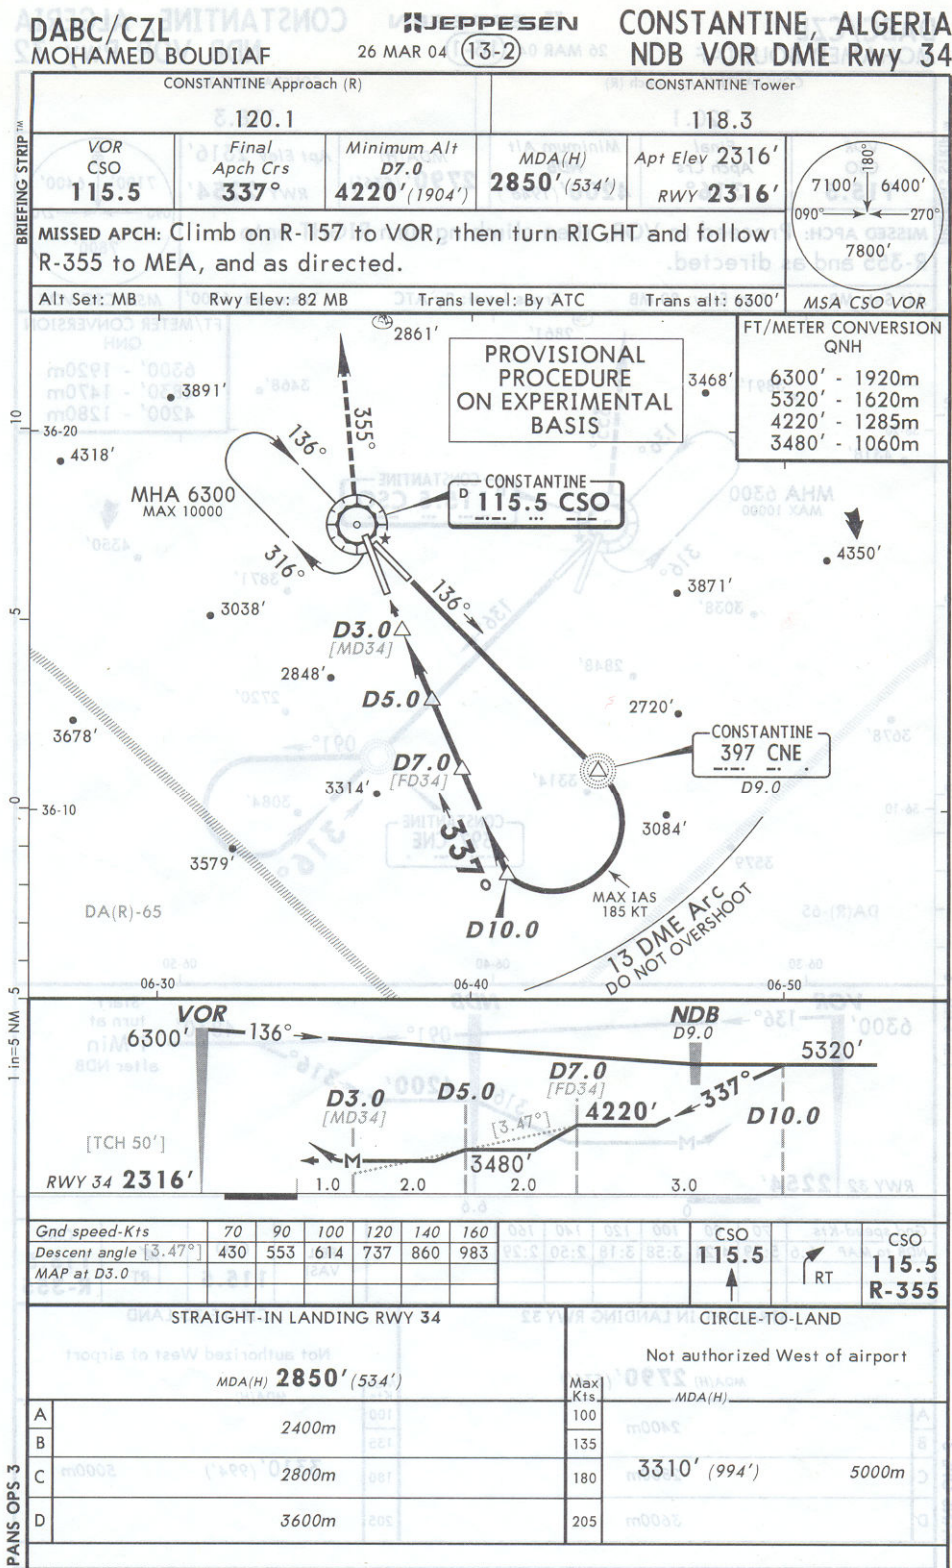 DABC/CZL
MOHAMED BOUDIAF
JEPPESEN
26 MAR 04 13-2
CONSTANTINE, ALGERIA
NDB VOR DME Rwy 34
BRIEFING STRIP TM
CONSTANTINE Approach (R)
120.1
CONSTANTINE Tower
118.3
VOR
CSO
115.5
Final
Apch Crs
337°
Minimum Alt
D7.0
4220' (1904')
MDA(H)
2850' (534')
Apt Elev 2316'
RWY 2316'
MISSED APCH: Climb on R-157 to VOR, then turn RIGHT and follow
R-355 to MEA, and as directed.
Alt Set: MB Rwy Elev: 82 MB Trans level: By ATC Trans alt: 6300'
180°
7100' 6400'
090° 270°
7800'
MSA CSO VOR
FT/METER CONVERSION
QNH
6300' - 1920m
5320' - 1620m
4220' - 1285m
3480' - 1060m
PROVISIONAL
PROCEDURE
ON EXPERIMENTAL
BASIS
2861'
3891'
3468'
10
36-20
4318'
355°
136°
MHA 6300
MAX 10000
316°
CONSTANTINE
D 115.5 CSO
4350'
3871'
5
3038'
136°
D3.0
[MD34]
2848'
D5.0
2720'
3678'
CONSTANTINE
397 CNE
D9.0
D7.0
[FD34]
3314'
0
36-10
3084'
337°
3579'
MAX IAS
185 KT
DA(R)-65
D10.0
13 DME Arc
DO NOT OVERSHOOT
06-30
06-40
06-50
5
1 in=5 NM
VOR
6300'
136°
NDB
D9.0
5320'
D7.0
[FD34]
D5.0
D3.0
[MD34]
4220'
337°
D10.0
[3.47°]
[TCH 50']
M
3480'
RWY 34 2316'
1.0 2.0 2.0 3.0
Gnd speed-Kts 70 90 100 120 140 160
Descent angle [3.47°] 430 553 614 737 860 983
MAP at D3.0
CSO
115.5
RT
CSO
115.5
R-355
STRAIGHT-IN LANDING RWY 34
MDA(H) 2850' (534')
CIRCLE-TO-LAND
Not authorized West of airport
Max
Kts
MDA(H)
A
B
2400m
C 2800m
D 3600m
100
135
180
205
3310' (994') 5000m
PANS OPS 3